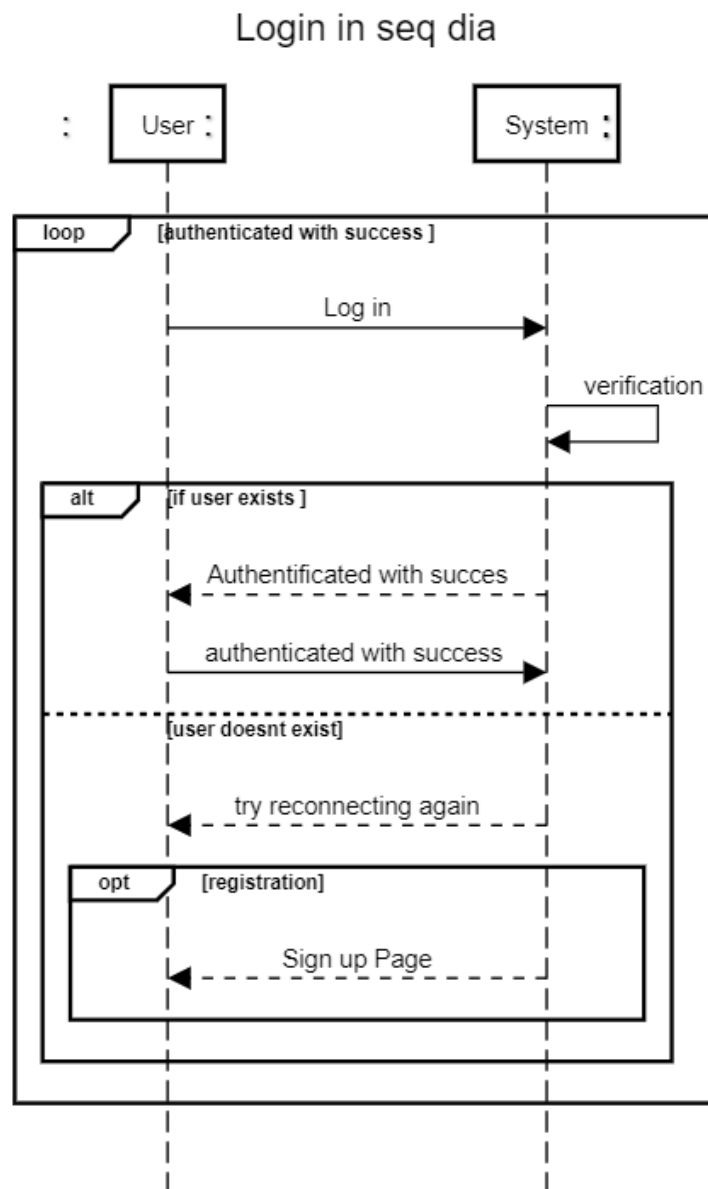 Login in seq dia
: User : System :
loop [authenticated with success ]
Log in
verification
alt [if user exists ]
Authentificated with succes
authenticated with success
[user doesnt exist]
try reconnecting again
opt [registration]
Sign up Page